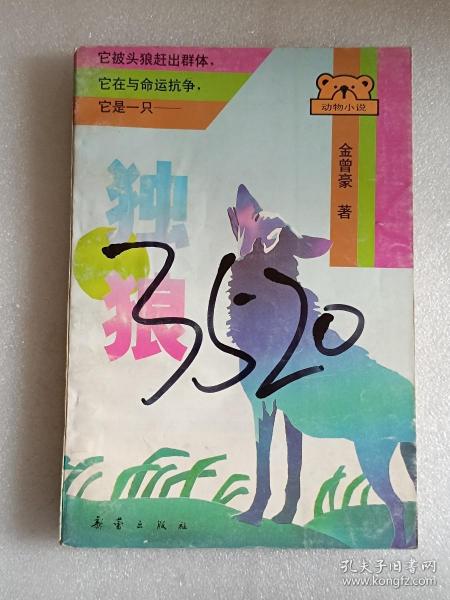 它被头狼赶出群体，
它在与命运抗争，
它是一只——
动物小说
金曾豪 著
独狼
3520
新蕾出版社
孔夫子旧书网
www.kongfz.com